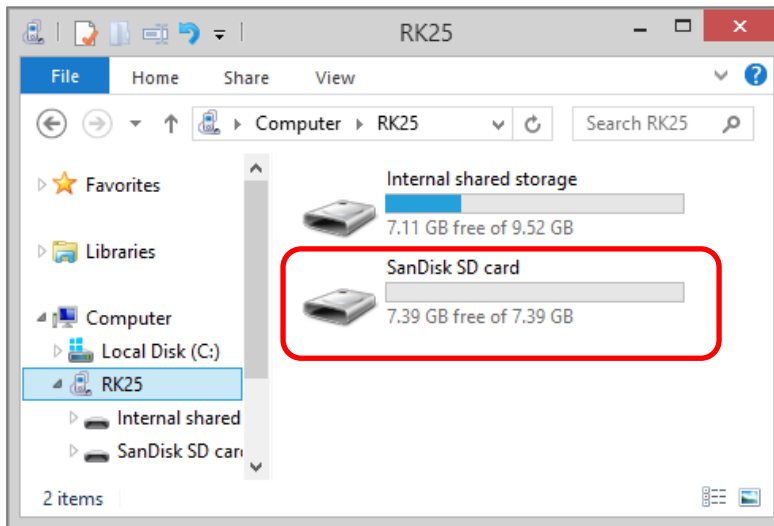 RK25
File Home Share View
Computer RK25 Search RK25
Favorites
Libraries
Computer
Local Disk (C:)
RK25
Internal shared
SanDisk SD car
Internal shared storage
7.11 GB free of 9.52 GB
SanDisk SD card
7.39 GB free of 7.39 GB
2 items